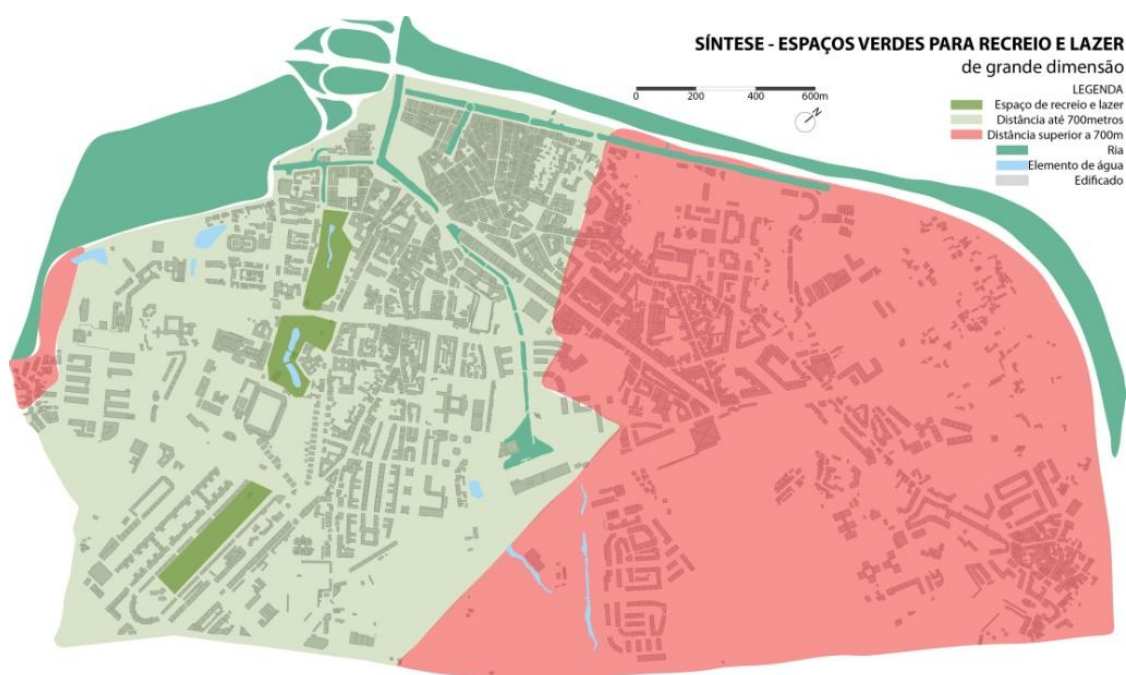 SÍNTESE - ESPAÇOS VERDES PARA RECREIO E LAZER
de grande dimensão
LEGENDA
0 200 400 600m
Espaço de recreio e lazer
Distância até 700metros
N
Distância superior a 700m
Ria
Elemento de água
Edificado